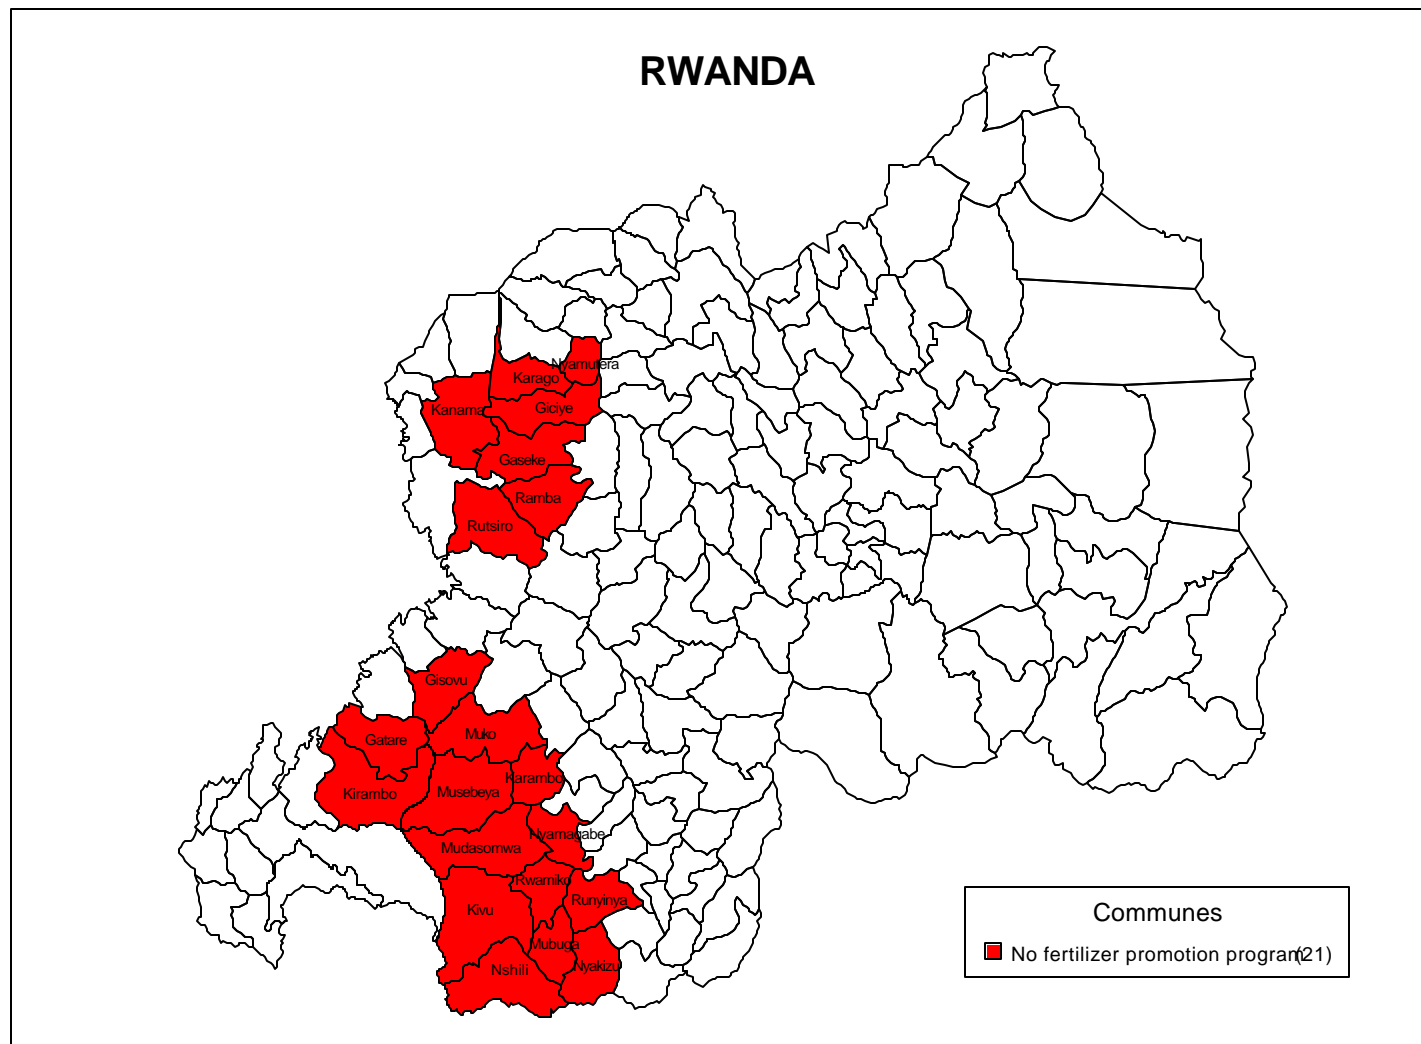 RWANDA
Nyamutera
Karago
Kanama
Giciye
Gaseke
Ramba
Rutsiro
Gisovu
Gatare
Muko
Karambo
Kirambo
Musebeya
Nyamagabe
Mudasomwa
Rwamiko
Runyinya
Kivu
Mubuga
Nshili
Nyakizu
Communes
No fertilizer promotion program (21)